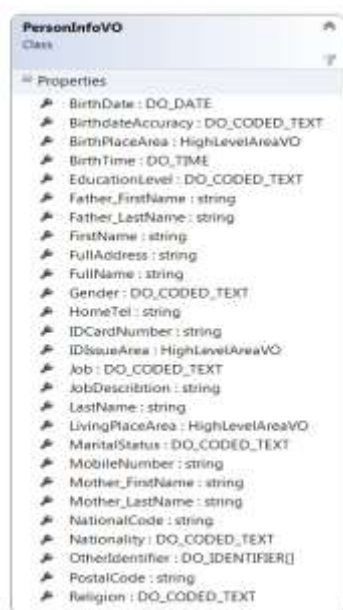 PersonInfoVO
Class
Properties
BirthDate : DO_DATE
BirthdateAccuracy : DO_CODED_TEXT
BirthPlaceArea : HighLevelAreaVO
BirthTime : DO_TIME
EducationLevel : DO_CODED_TEXT
Father_FirstName : string
Father_LastName : string
FirstName : string
FullAddress : string
FullName : string
Gender : DO_CODED_TEXT
HomeTel : string
IDCardNumber : string
IDIssueArea : HighLevelAreaVO
Job : DO_CODED_TEXT
JobDescribtion : string
LastName : string
LivingPlaceArea : HighLevelAreaVO
MaritalStatus : DO_CODED_TEXT
MobileNumber : string
Mother_FirstName : string
Mother_LastName : string
NationalCode : string
Nationality : DO_CODED_TEXT
OtherIdentifier : DO_IDENTIFIER[]
PostalCode : string
Religion : DO_CODED_TEXT